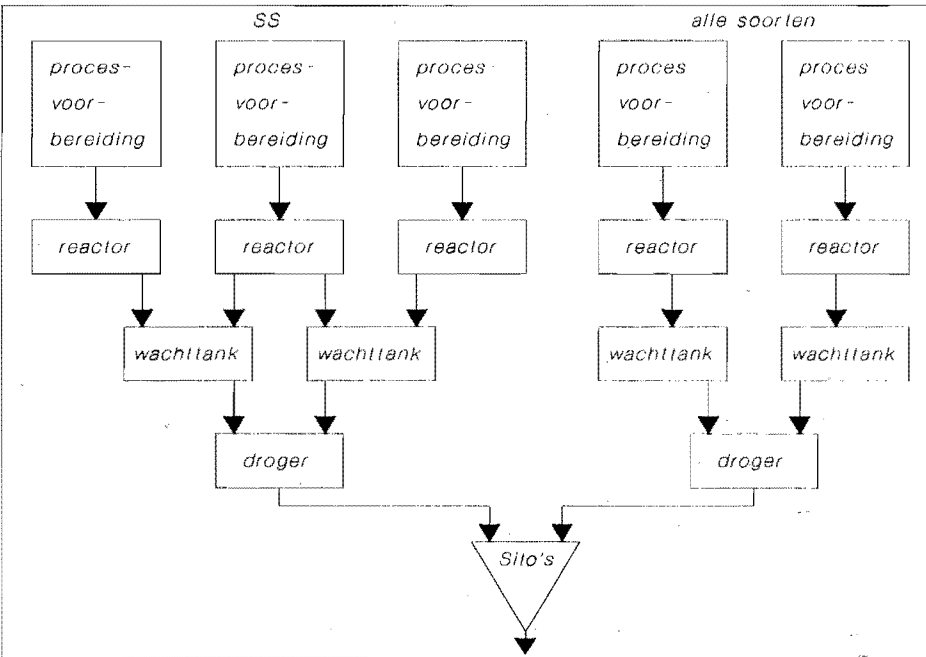 SS
alle soorten
proces-
voor-
bereiding
proces-
voor-
bereiding
proces-
voor-
bereiding
proces
voor-
bereiding
proces
voor-
bereiding
reactor
reactor
reactor
reactor
reactor
wachttank
wachttank
wachttank
wachttank
droger
droger
Silo's